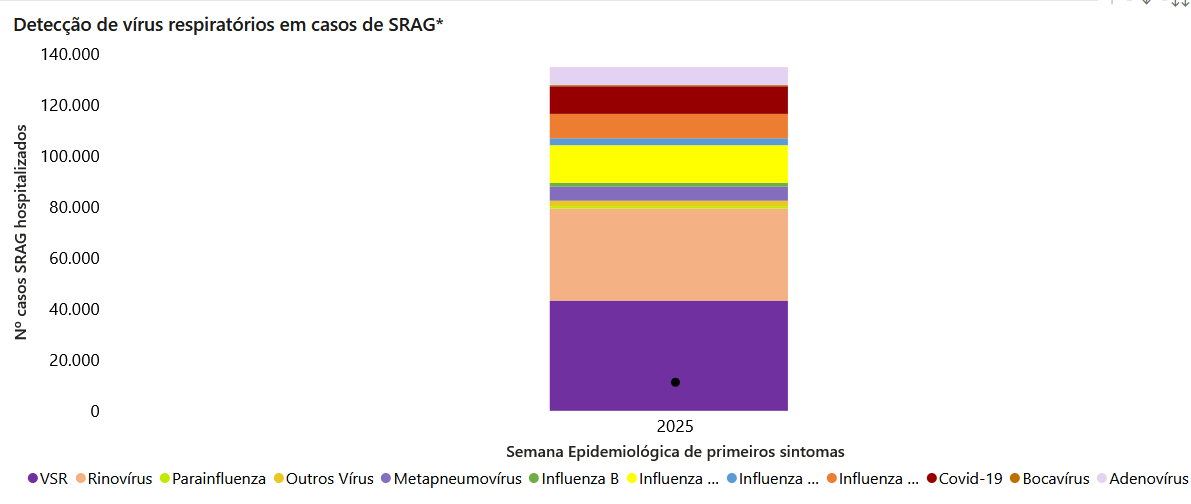 Detecção de vírus respiratórios em casos de SRAG*
Nº casos SRAG hospitalizados
140.000
120.000
100.000
80.000
60.000
40.000
20.000
0
2025
Semana Epidemiológica de primeiros sintomas
VSR Rinovírus Parainfluenza Outros Vírus Metapneumovírus Influenza B Influenza ... Influenza ... Influenza ... Covid-19 Bocavírus Adenovírus